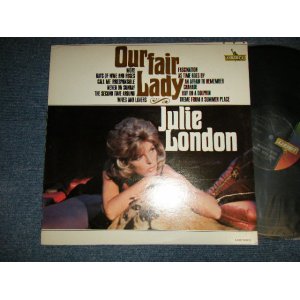 Our fair Lady
LIBERTY
MORE
DAYS OF WINE AND ROSES
CALL ME IRRESPONSIBLE
NEVER ON SUNDAY
THE SECOND TIME AROUND
WIVES AND LOVERS
FASCINATION
AS TIME GOES BY
AN AFFAIR TO REMEMBER
CHARADE
BOY ON A DOLPHIN
THEME FROM A SUMMER PLACE
Julie London